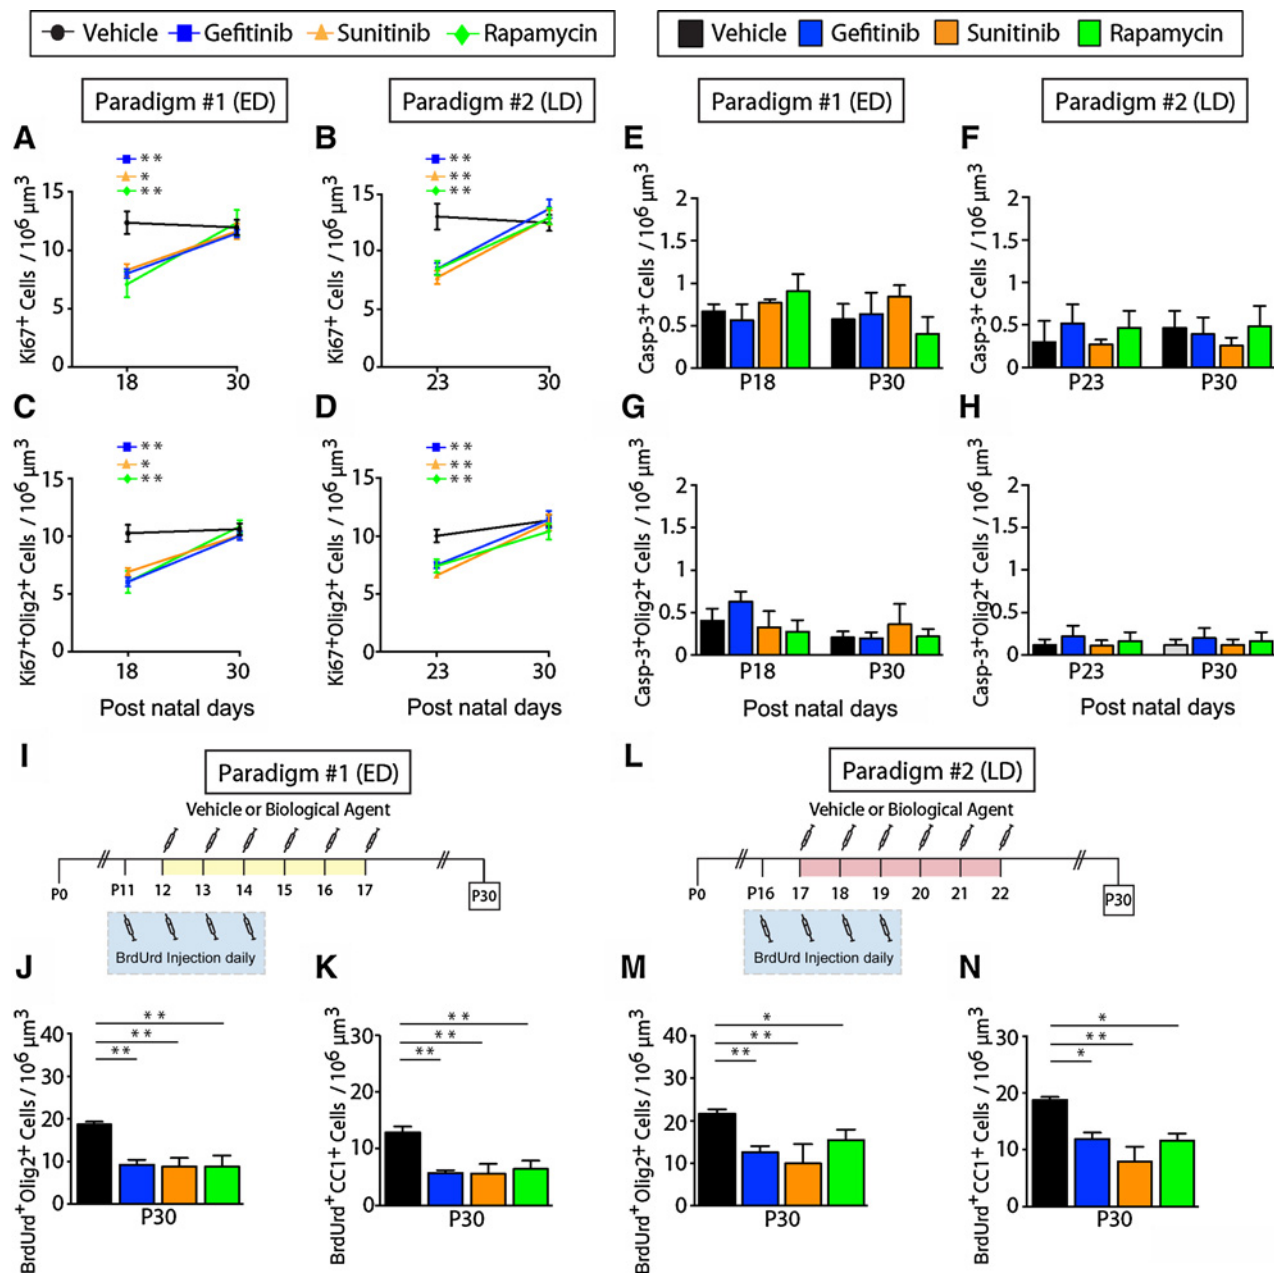 Vehicle Gefitinib Sunitinib Rapamycin
Vehicle Gefitinib Sunitinib Rapamycin
Paradigm #1 (ED)
Paradigm #2 (LD)
Paradigm #1 (ED)
Paradigm #2 (LD)
A
Ki67+ Cells / 10⁶ µm³
* *
*
* *
15
10
5
0
18 30
B
Ki67+ Cells / 10⁶ µm³
* *
* *
* *
15
10
5
0
23 30
E
Casp-3+ Cells / 10⁶ µm³
2
1.5
1
0.5
0
P18 P30
F
Casp-3+ Cells / 10⁶ µm³
2
1.5
1
0.5
0
P23 P30
C
Ki67+Olig2+ Cells / 10⁶ µm³
* *
*
* *
15
10
5
0
18 30
Post natal days
D
Ki67+Olig2+ Cells / 10⁶ µm³
* *
* *
* *
15
10
5
0
23 30
Post natal days
G
Casp-3+Olig2+ Cells / 10⁶ µm³
2
1.5
1
0.5
0
P18 P30
Post natal days
H
Casp-3+Olig2+ Cells / 10⁶ µm³
2
1.5
1
0.5
0
P23 P30
Post natal days
I
Paradigm #1 (ED)
Vehicle or Biological Agent
P0 P11 12 13 14 15 16 17 P30
BrdUrd Injection daily
L
Paradigm #2 (LD)
Vehicle or Biological Agent
P0 P16 17 18 19 20 21 22 P30
BrdUrd Injection daily
J
BrdUrd+Olig2+ Cells / 10⁶ µm³
* *
* *
* *
40
30
20
10
0
P30
K
BrdUrd+CC1+ Cells / 10⁶ µm³
* *
* *
* *
30
20
10
0
P30
M
BrdUrd+Olig2+ Cells / 10⁶ µm³
*
* *
* *
40
30
20
10
0
P30
N
BrdUrd+CC1+ Cells / 10⁶ µm³
*
* *
*
30
20
10
0
P30